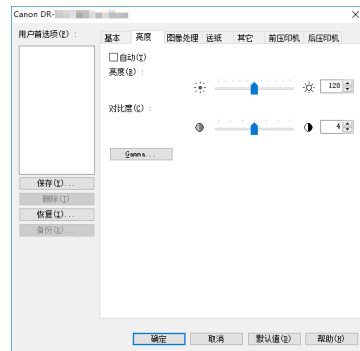 Canon DR-
用户首选项(P) :
基本 亮度 图像处理 送纸 其它 前压印机 后压印机
自动(T)
亮度(B) :
128
对比度(C) :
4
Gamma...
保存(Y)...
删除(I)
恢复(I)...
备份(X)...
确定 取消 默认值(D) 帮助(H)